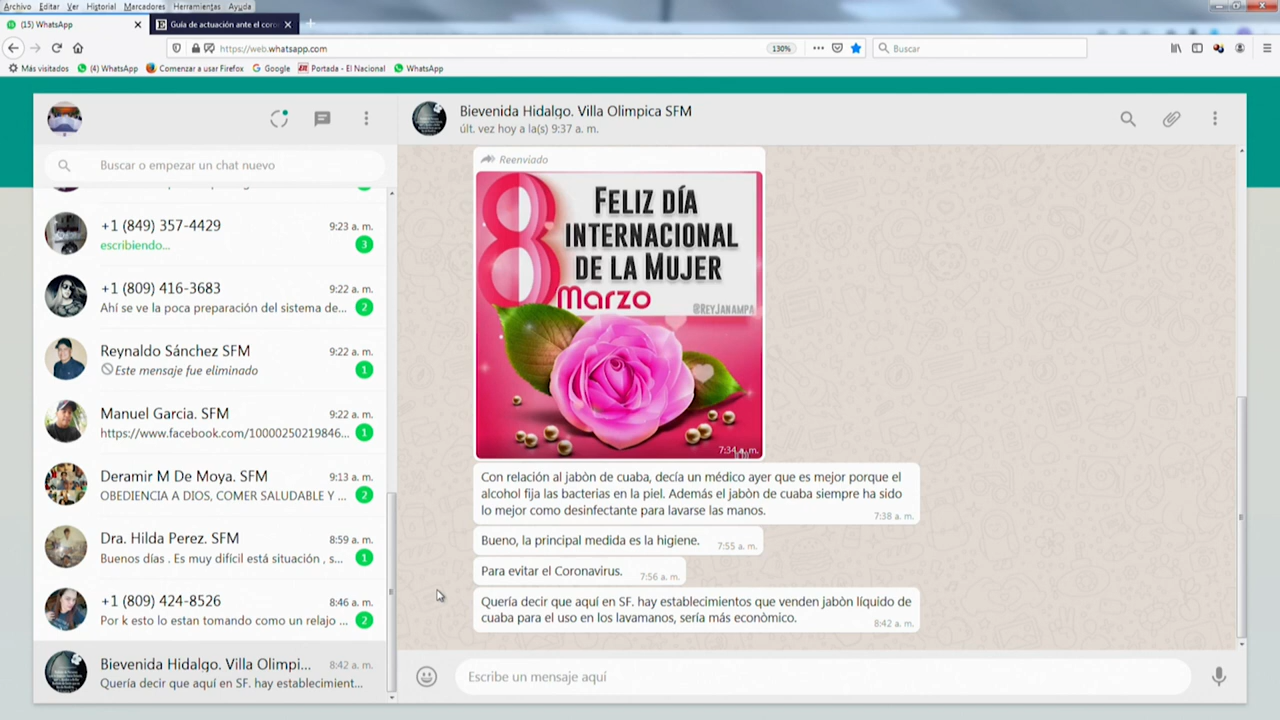 Archivo Editar Ver Historial Marcadores Herramientas Ayuda
(15) WhatsApp
Guía de actuación ante el coro
https://web.whatsapp.com
130%
Buscar
Más visitados
(4) WhatsApp
Comenzar a usar Firefox
Google
Portada - El Nacional
WhatsApp
Buscar o empezar un chat nuevo
+1 (849) 357-4429 9:23 a. m.
escribiendo... 3
+1 (809) 416-3683 9:22 a. m.
Ahí se ve la poca preparación del sistema de... 2
Reynaldo Sánchez SFM 9:22 a. m.
Este mensaje fue eliminado 1
Manuel Garcia. SFM 9:22 a. m.
https://www.facebook.com/10000250219846... 1
Deramir M De Moya. SFM 9:13 a. m.
OBEDIENCIA A DIOS, COMER SALUDABLE Y ... 2
Dra. Hilda Perez. SFM 8:59 a. m.
Buenos días . Es muy difícil está situación , s... 1
+1 (809) 424-8526 8:46 a. m.
Por k esto lo estan tomando como un relajo ... 2
Bievenida Hidalgo. Villa Olimpi... 8:42 a. m.
Quería decir que aquí en SF. hay establecimient...
Bievenida Hidalgo. Villa Olimpica SFM
últ. vez hoy a la(s) 9:37 a. m.
Reenviado
8
FELIZ DÍA
INTERNACIONAL
DE LA MUJER
Marzo
@REYJANAMPA
7:34 a. m.
Con relación al jabòn de cuaba, decía un médico ayer que es mejor porque el
alcohol fija las bacterias en la piel. Además el jabòn de cuaba siempre ha sido
lo mejor como desinfectante para lavarse las manos.
7:38 a. m.
Bueno, la principal medida es la higiene. 7:55 a. m.
Para evitar el Coronavirus. 7:56 a. m.
Quería decir que aquí en SF. hay establecimientos que venden jabòn líquido de
cuaba para el uso en los lavamanos, sería más econòmico.
8:42 a. m.
Escribe un mensaje aquí